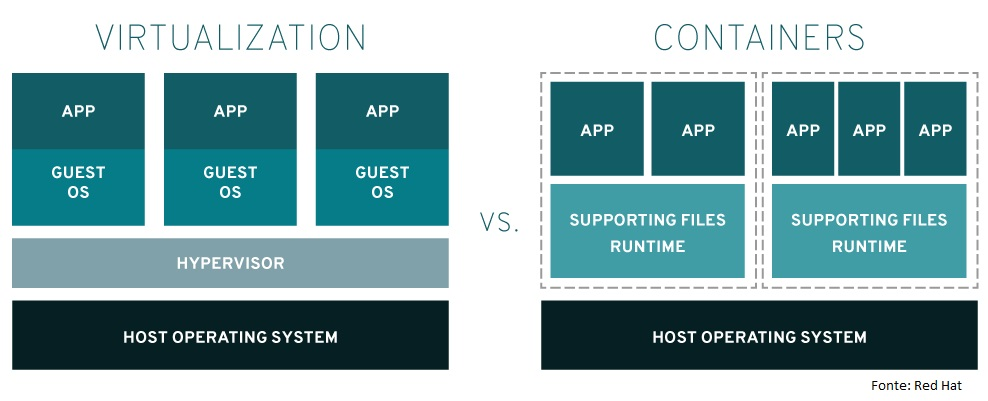 VIRTUALIZATION
APP
APP
APP
GUEST
OS
GUEST
OS
GUEST
OS
HYPERVISOR
HOST OPERATING SYSTEM
VS.
CONTAINERS
APP
APP
SUPPORTING FILES
RUNTIME
APP
APP
APP
SUPPORTING FILES
RUNTIME
HOST OPERATING SYSTEM
Fonte: Red Hat